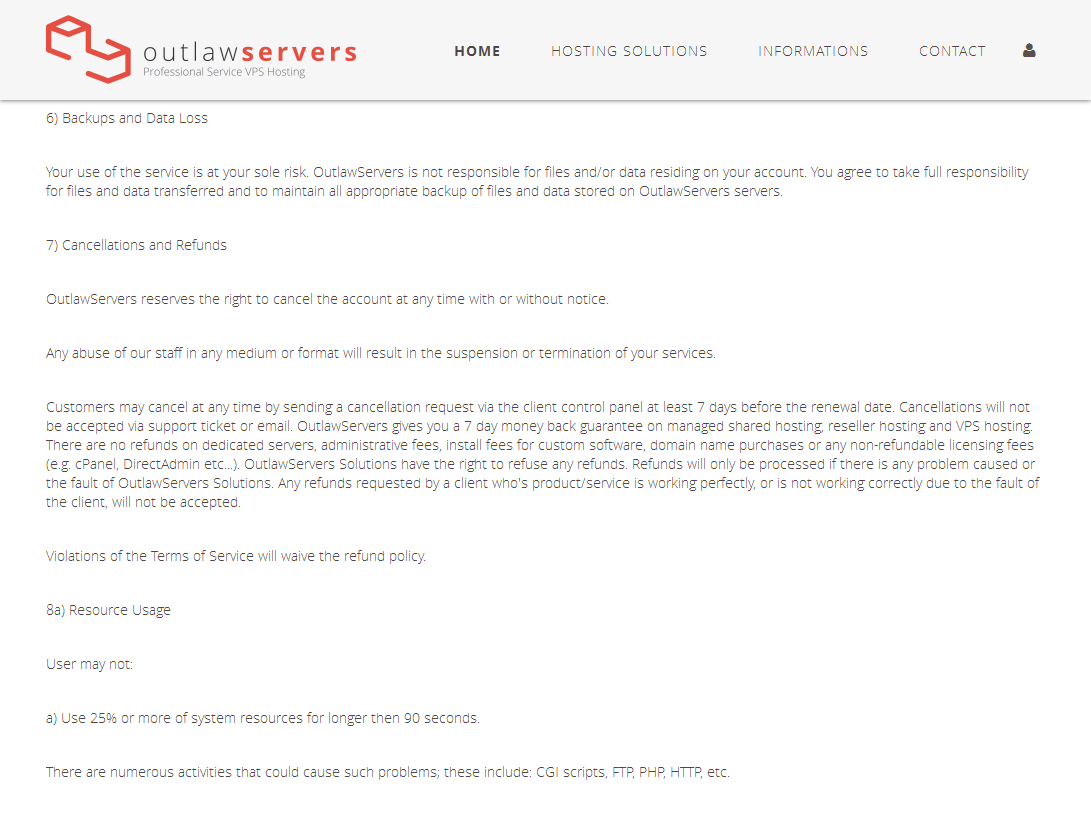 outlawservers
Professional Service VPS Hosting
HOME
HOSTING SOLUTIONS
INFORMATIONS
CONTACT
6) Backups and Data Loss
Your use of the service is at your sole risk. OutlawServers is not responsible for files and/or data residing on your account. You agree to take full responsibility
for files and data transferred and to maintain all appropriate backup of files and data stored on OutlawServers servers.
7) Cancellations and Refunds
OutlawServers reserves the right to cancel the account at any time with or without notice.
Any abuse of our staff in any medium or format will result in the suspension or termination of your services.
Customers may cancel at any time by sending a cancellation request via the client control panel at least 7 days before the renewal date. Cancellations will not
be accepted via support ticket or email. OutlawServers gives you a 7 day money back guarantee on managed shared hosting, reseller hosting and VPS hosting.
There are no refunds on dedicated servers, administrative fees, install fees for custom software, domain name purchases or any non-refundable licensing fees
(e.g. cPanel, DirectAdmin etc...). OutlawServers Solutions have the right to refuse any refunds. Refunds will only be processed if there is any problem caused or
the fault of OutlawServers Solutions. Any refunds requested by a client who's product/service is working perfectly, or is not working correctly due to the fault of
the client, will not be accepted.
Violations of the Terms of Service will waive the refund policy.
8a) Resource Usage
User may not:
a) Use 25% or more of system resources for longer then 90 seconds.
There are numerous activities that could cause such problems; these include: CGI scripts, FTP, PHP, HTTP, etc.